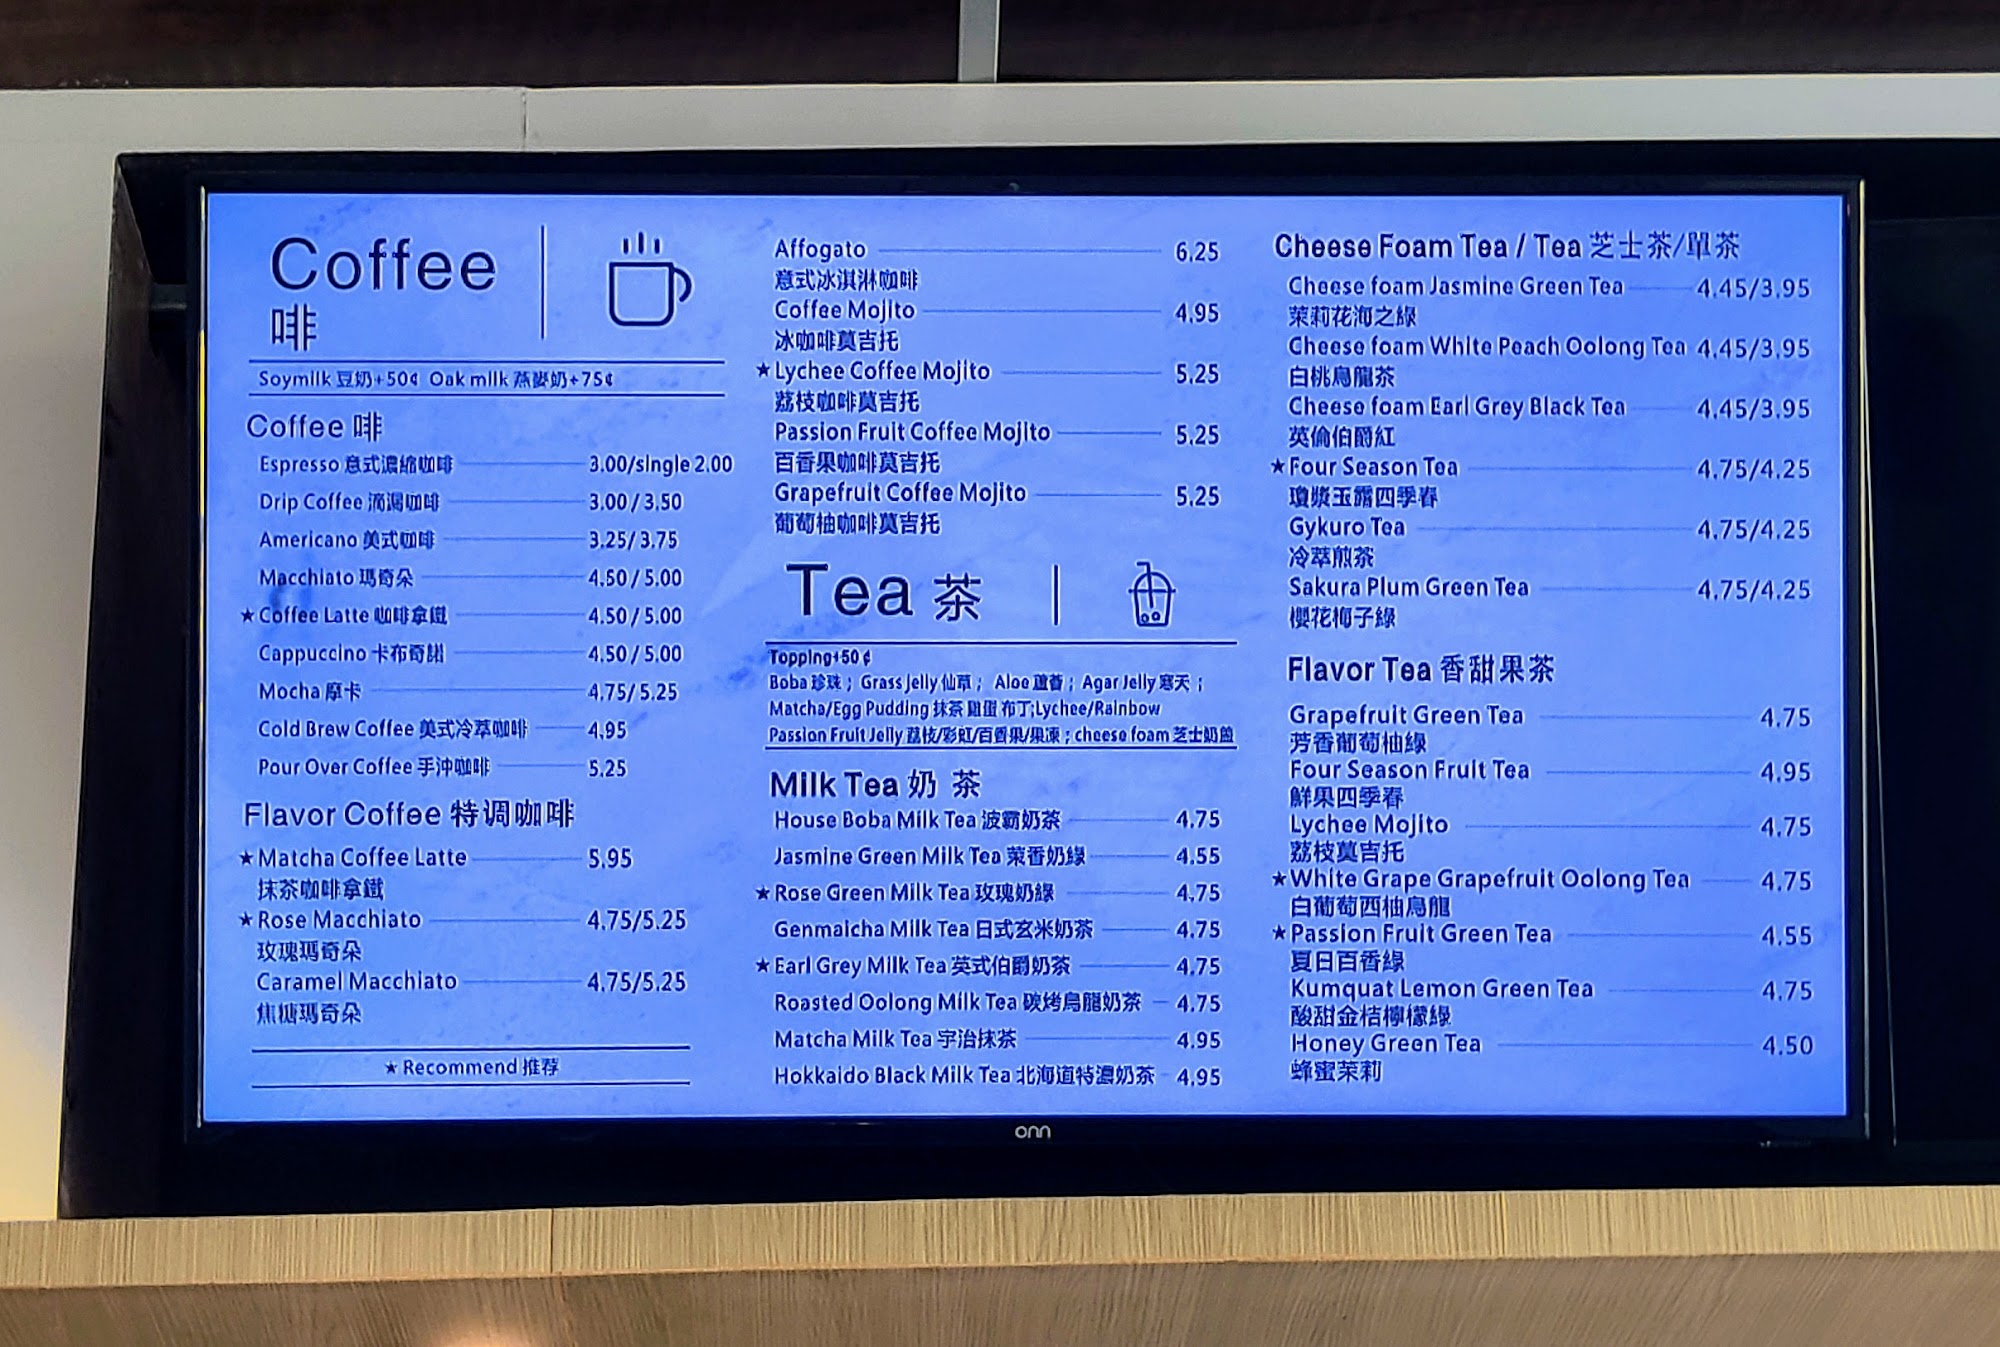 Coffee
啡
Soymilk 豆奶+50¢ Oak milk 燕麥奶+75¢
Coffee 啡
Espresso 意式濃縮咖啡 3.00/single 2.00
Drip Coffee 滴漏咖啡 3.00 / 3.50
Americano 美式咖啡 3.25/ 3.75
Macchiato 瑪奇朵 4.50 / 5.00
★ Coffee Latte 咖啡拿鐵 4.50 / 5.00
Cappuccino 卡布奇諾 4.50 / 5.00
Mocha 摩卡 4.75/ 5.25
Cold Brew Coffee 美式冷萃咖啡 4.95
Pour Over Coffee 手沖咖啡 5.25
Flavor Coffee 特调咖啡
★ Matcha Coffee Latte 5.95
抹茶咖啡拿鐵
★ Rose Macchiato 4.75/5.25
玫瑰瑪奇朵
Caramel Macchiato 4.75/5.25
焦糖瑪奇朵
★ Recommend 推荐
Affogato 6.25
意式冰淇淋咖啡
Coffee Mojito 4.95
冰咖啡莫吉托
★ Lychee Coffee Mojito 5.25
荔枝咖啡莫吉托
Passion Fruit Coffee Mojito 5.25
百香果咖啡莫吉托
Grapefruit Coffee Mojito 5.25
葡萄柚咖啡莫吉托
Tea 茶
Topping+50 ¢
Boba 珍珠 ; Grass Jelly 仙草 ; Aloe 蘆薈 ; Agar Jelly 寒天 ;
Matcha/Egg Pudding 抹茶 雞蛋 布丁;Lychee/Rainbow
Passion Fruit Jelly 荔枝/彩虹/百香果/果凍 ; cheese foam 芝士奶蓋
Milk Tea 奶 茶
House Boba Milk Tea 波霸奶茶 4.75
Jasmine Green Milk Tea 茉香奶綠 4.55
★ Rose Green Milk Tea 玫瑰奶綠 4.75
Genmaicha Milk Tea 日式玄米奶茶 4.75
★ Earl Grey Milk Tea 英式伯爵奶茶 4.75
Roasted Oolong Milk Tea 碳烤烏龍奶茶 4.75
Matcha Milk Tea 宇治抹茶 4.95
Hokkaido Black Milk Tea 北海道特濃奶茶 4.95
Cheese Foam Tea / Tea 芝士茶/單茶
Cheese foam Jasmine Green Tea 4.45/3.95
茉莉花海之綠
Cheese foam White Peach Oolong Tea 4.45/3.95
白桃烏龍茶
Cheese foam Earl Grey Black Tea 4.45/3.95
英倫伯爵紅
★ Four Season Tea 4.75/4.25
瓊漿玉露四季春
Gykuro Tea 4.75/4.25
冷萃煎茶
Sakura Plum Green Tea 4.75/4.25
櫻花梅子綠
Flavor Tea 香甜果茶
Grapefruit Green Tea 4.75
芳香葡萄柚綠
Four Season Fruit Tea 4.95
鮮果四季春
Lychee Mojito 4.75
荔枝莫吉托
★ White Grape Grapefruit Oolong Tea 4.75
白葡萄西柚烏龍
★ Passion Fruit Green Tea 4.55
夏日百香綠
Kumquat Lemon Green Tea 4.75
酸甜金桔檸檬綠
Honey Green Tea 4.50
蜂蜜茉莉
onn